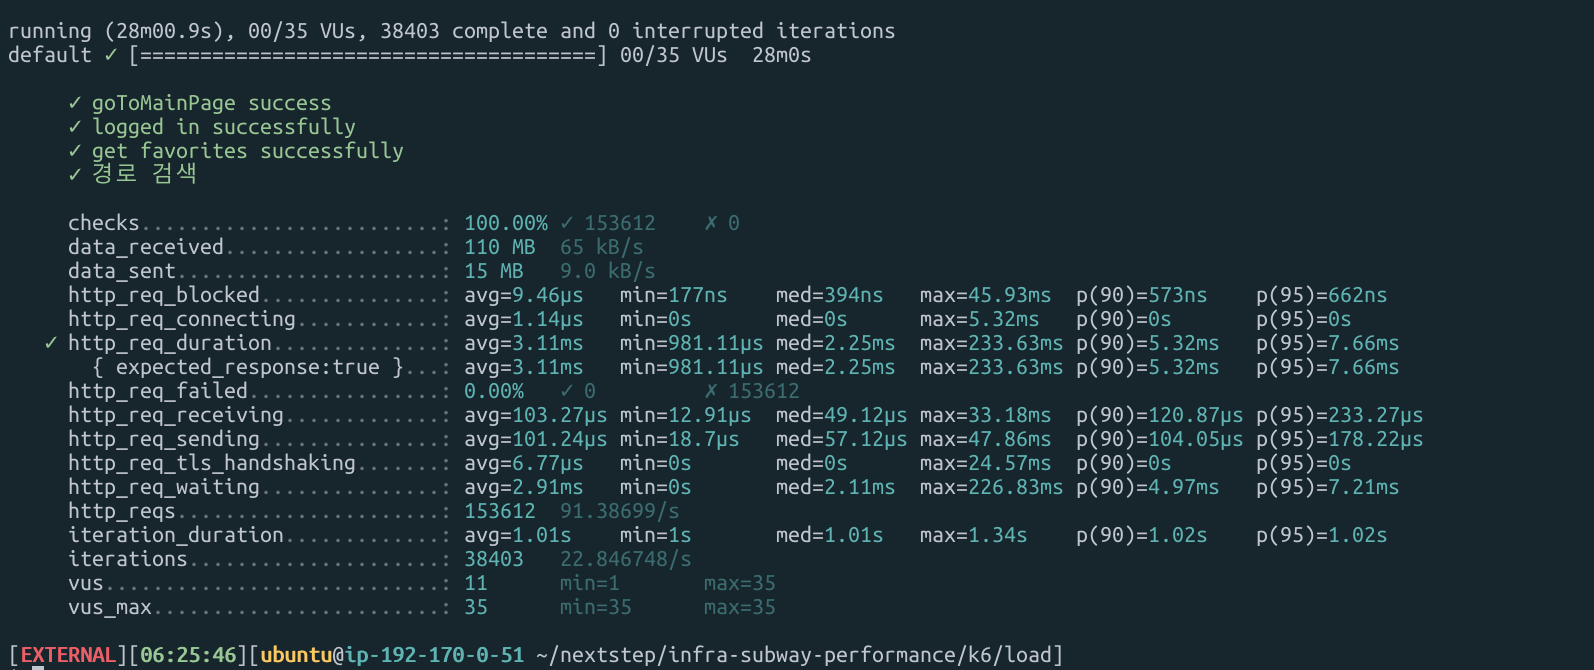 running (28m00.9s), 00/35 VUs, 38403 complete and 0 interrupted iterations
default ✓ [======================================] 00/35 VUs  28m0s
✓ goToMainPage success
✓ logged in successfully
✓ get favorites successfully
✓ 경로 검색
checks.........................: 100.00% ✓ 153612    ✗ 0
data_received..................: 110 MB  65 kB/s
data_sent......................: 15 MB   9.0 kB/s
http_req_blocked...............: avg=9.46µs   min=177ns    med=394ns   max=45.93ms  p(90)=573ns    p(95)=662ns
http_req_connecting............: avg=1.14µs   min=0s       med=0s      max=5.32ms   p(90)=0s       p(95)=0s
✓ http_req_duration..............: avg=3.11ms   min=981.11µs med=2.25ms  max=233.63ms p(90)=5.32ms   p(95)=7.66ms
{ expected_response:true }...: avg=3.11ms   min=981.11µs med=2.25ms  max=233.63ms p(90)=5.32ms   p(95)=7.66ms
http_req_failed................: 0.00%   ✓ 0         ✗ 153612
http_req_receiving.............: avg=103.27µs min=12.91µs  med=49.12µs max=33.18ms  p(90)=120.87µs p(95)=233.27µs
http_req_sending...............: avg=101.24µs min=18.7µs   med=57.12µs max=47.86ms  p(90)=104.05µs p(95)=178.22µs
http_req_tls_handshaking.......: avg=6.77µs   min=0s       med=0s      max=24.57ms  p(90)=0s       p(95)=0s
http_req_waiting...............: avg=2.91ms   min=0s       med=2.11ms  max=226.83ms p(90)=4.97ms   p(95)=7.21ms
http_reqs......................: 153612  91.38699/s
iteration_duration.............: avg=1.01s    min=1s       med=1.01s   max=1.34s    p(90)=1.02s    p(95)=1.02s
iterations.....................: 38403   22.846748/s
vus............................: 11      min=1       max=35
vus_max........................: 35      min=35      max=35
[EXTERNAL][06:25:46][ubuntu@ip-192-170-0-51 ~/nextstep/infra-subway-performance/k6/load]